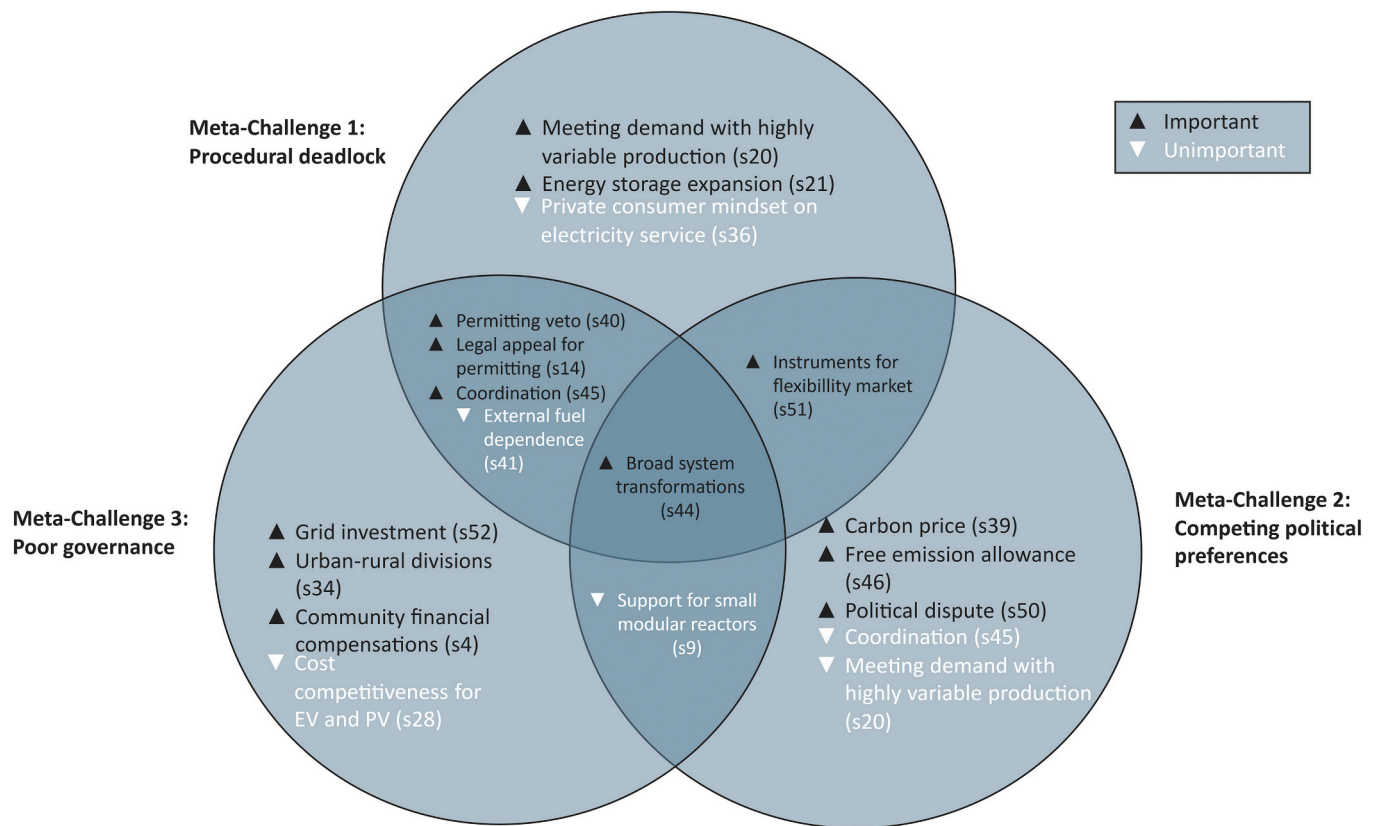 Meta-Challenge 1:
Procedural deadlock
▲ Meeting demand with highly
variable production (s20)
▲ Energy storage expansion (s21)
▼ Private consumer mindset on
electricity service (s36)
▲ Important
▼ Unimportant
▲ Permitting veto (s40)
▲ Legal appeal for
permitting (s14)
▲ Coordination (s45)
▼ External fuel
dependence
(s41)
▲ Instruments for
flexibillity market
(s51)
▲ Broad system
transformations
(s44)
Meta-Challenge 3:
Poor governance
▲ Grid investment (s52)
▲ Urban-rural divisions
(s34)
▲ Community financial
compensations (s4)
▼ Cost
competitiveness for
EV and PV (s28)
▼ Support for small
modular reactors
(s9)
▲ Carbon price (s39)
▲ Free emission allowance
(s46)
▲ Political dispute (s50)
▼ Coordination (s45)
▼ Meeting demand with
highly variable production
(s20)
Meta-Challenge 2:
Competing political
preferences